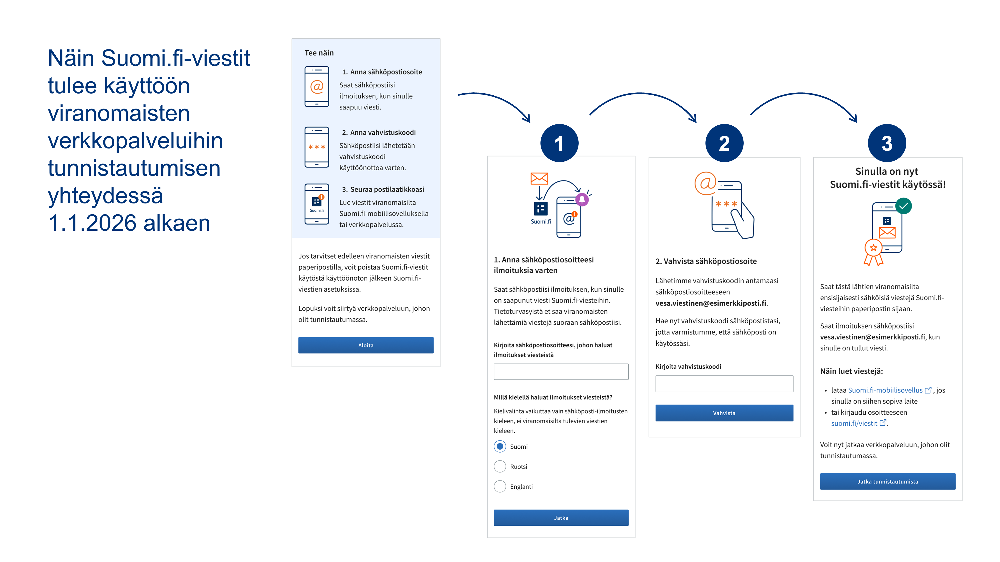 Näin Suomi.fi-viestit
tulee käyttöön
viranomaisten
verkkopalveluihin
tunnistautumisen
yhteydessä
1.1.2026 alkaen
Tee näin
@
1. Anna sähköpostiosoite
Saat sähköpostiisi
ilmoituksen, kun sinulle
saapuu viesti.
***
2. Anna vahvistuskoodi
Sähköpostiisi lähetetään
vahvistuskoodi
käyttöönottoa varten.
1
Suomi.fi
3. Seuraa postilaatikkoasi
Lue viestit viranomaisilta
Suomi.fi-mobiilisovelluksella
tai verkkopalvelussa.
Jos tarvitset edelleen viranomaisten viestit
paperipostilla, voit poistaa Suomi.fi-viestit
käytöstä käyttöönoton jälkeen Suomi.fi-
viestien asetuksissa.
Lopuksi voit siirtyä verkkopalveluun, johon
olit tunnistautumassa.
Aloita
1
Suomi.fi
@
1
1. Anna sähköpostiosoitteesi
ilmoituksia varten
Saat sähköpostiisi ilmoituksen, kun sinulle
on saapunut viesti Suomi.fi-viesteihin.
Tietoturvasyistä et saa viranomaisten
lähettämiä viestejä suoraan sähköpostiisi.
Kirjoita sähköpostiosoitteesi, johon haluat
ilmoitukset viesteistä
Millä kielellä haluat ilmoitukset viesteistä?
Kielivalinta vaikuttaa vain sähköposti-ilmoitusten
kieleen, ei viranomaisilta tulevien viestien
kieleen.
Suomi
Ruotsi
Englanti
Jatka
2
@
***
2. Vahvista sähköpostiosoite
Lähetimme vahvistuskoodin antamaasi
sähköpostiosoitteeseen
vesa.viestinen@esimerkkiposti.fi.
Hae nyt vahvistuskoodi sähköpostistasi,
jotta varmistumme, että sähköposti on
käytössäsi.
Kirjoita vahvistuskoodi
Vahvista
3
Sinulla on nyt
Suomi.fi-viestit käytössä!
Saat tästä lähtien viranomaisilta
ensisijaisesti sähköisiä viestejä Suomi.fi-
viesteihin paperipostin sijaan.
Saat ilmoituksen sähköpostiisi
vesa.viestinen@esimerkkiposti.fi, kun
sinulle on tullut viesti.
Näin luet viestejä:
• lataa Suomi.fi-mobiilisovellus , jos
sinulla on siihen sopiva laite
• tai kirjaudu osoitteeseen
suomi.fi/viestit .
Voit nyt jatkaa verkkopalveluun, johon olit
tunnistautumassa.
Jatka tunnistautumista